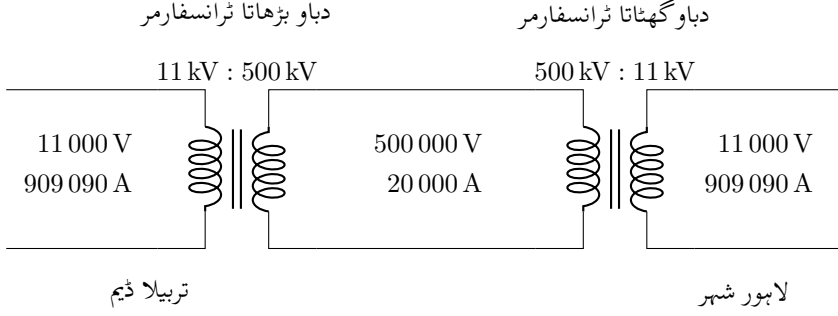 دباو بڑھاتا ٹرانسفارمر
دباو گھٹاتا ٹرانسفارمر
11 kV : 500 kV
500 kV : 11 kV
11 000 V
909 090 A
500 000 V
20 000 A
11 000 V
909 090 A
تربیلا ڈیم
لاہور شہر